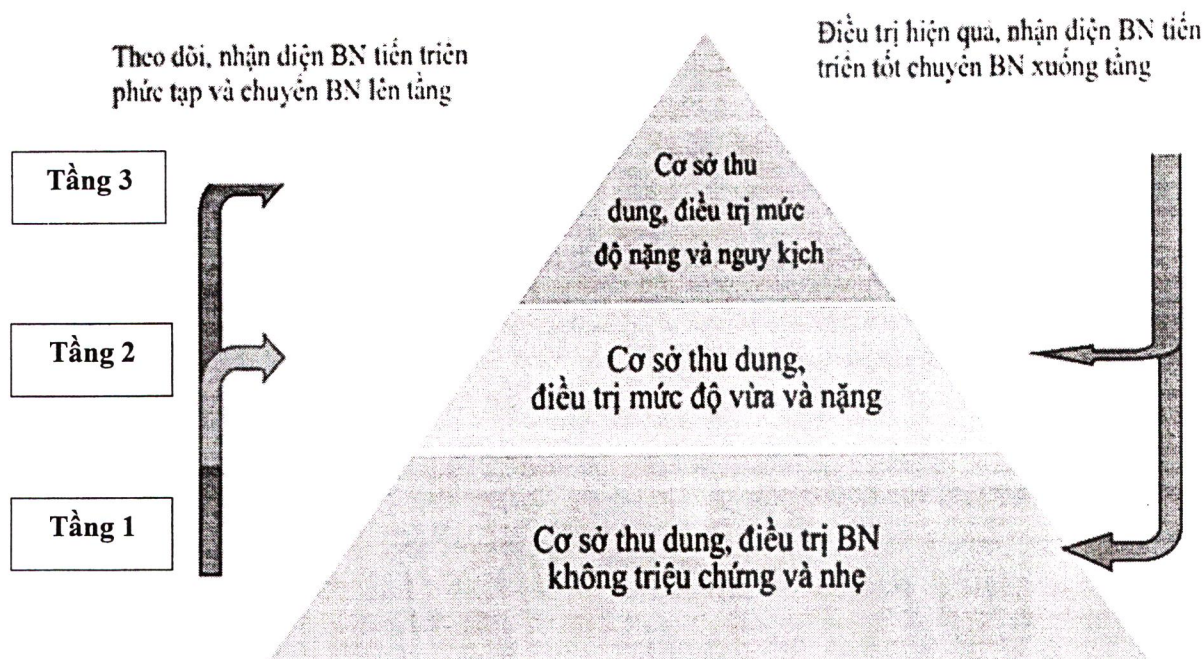 Theo dõi, nhận diện BN tiến triển
phức tạp và chuyển BN lên tầng
Điều trị hiện quả, nhận diện BN tiến
triển tốt chuyển BN xuống tầng
Tầng 3
Cơ sở thu
dung, điều trị mức
độ nặng và nguy kịch
Tầng 2
Cơ sở thu dung,
điều trị mức độ vừa và nặng
Tầng 1
Cơ sở thu dung, điều trị BN
không triệu chứng và nhẹ